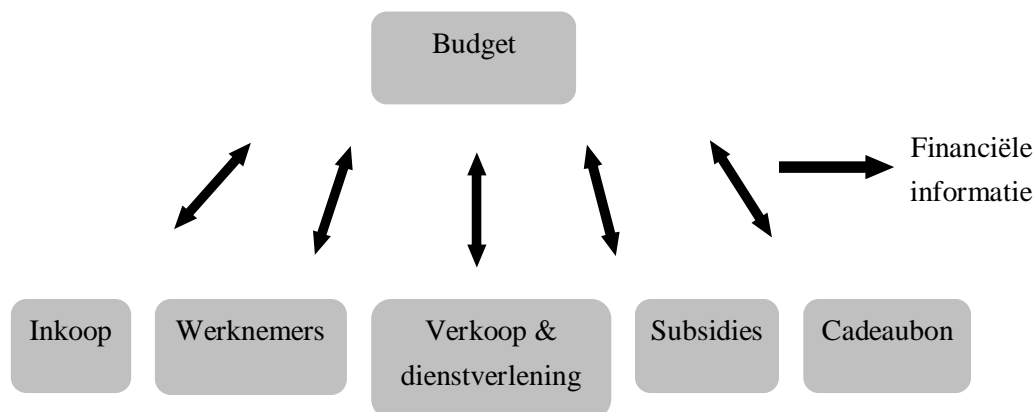 Budget
Financiële
informatie
Inkoop
Werknemers
Verkoop &
dienstverlening
Subsidies
Cadeaubon